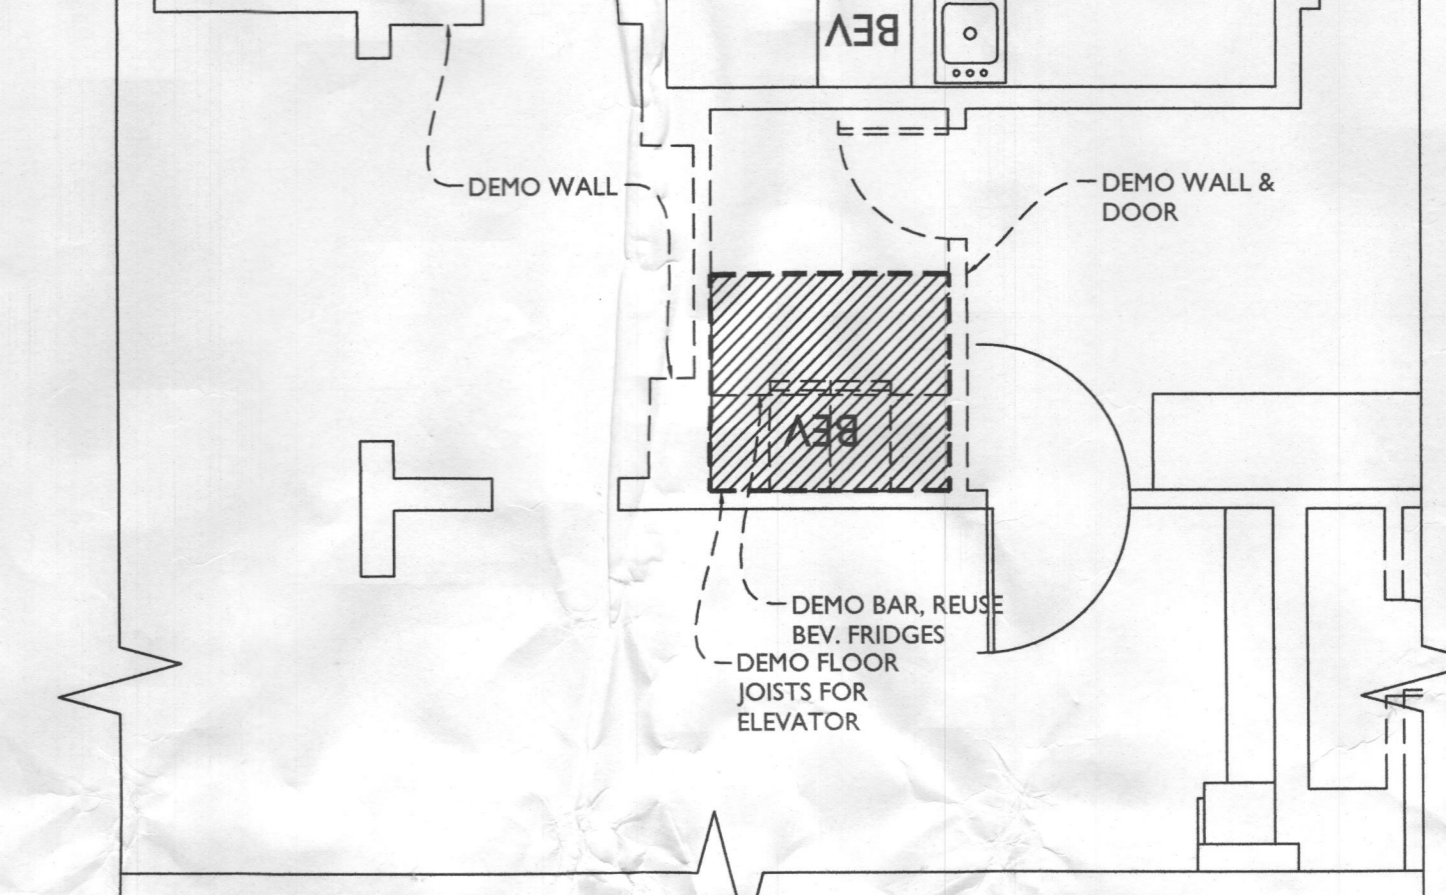 BEV
DEMO WALL
DEMO WALL &
DOOR
BEV
DEMO BAR, REUSE
BEV. FRIDGES
DEMO FLOOR
JOISTS FOR
ELEVATOR